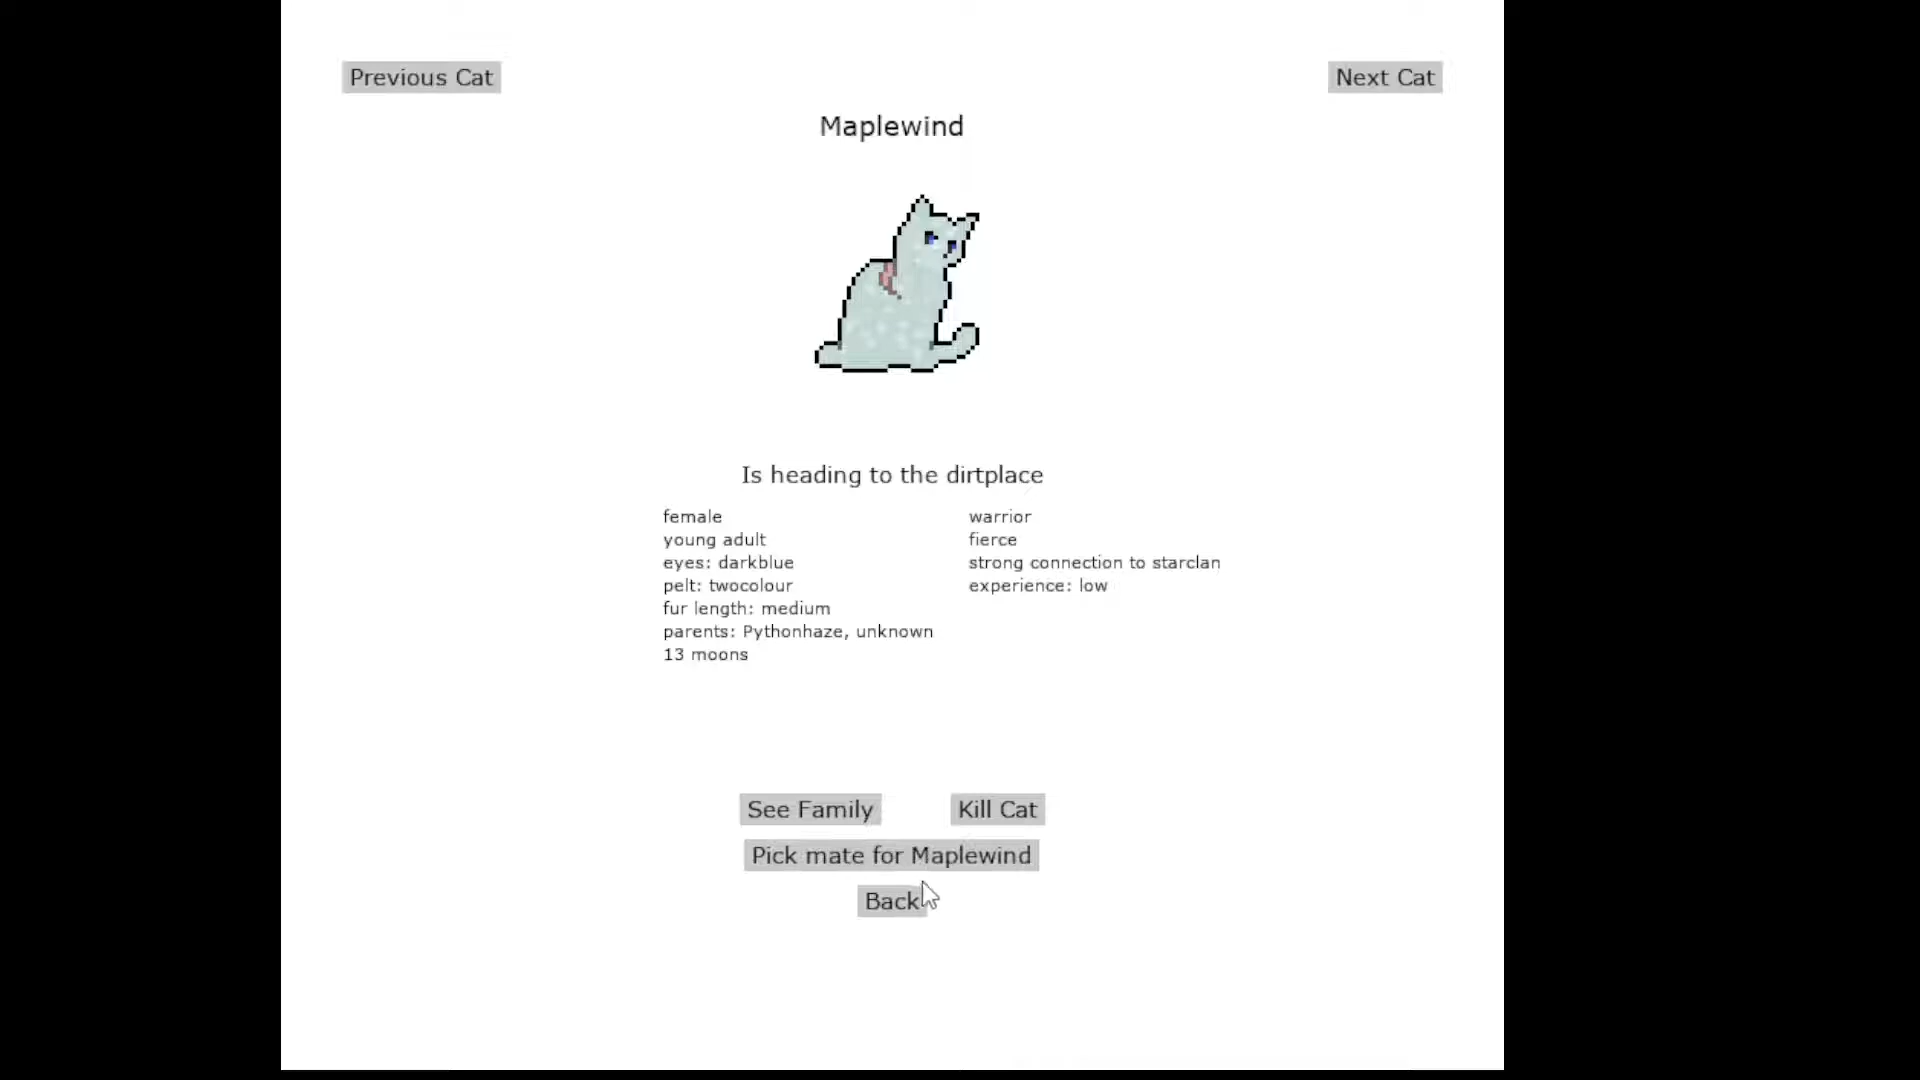 Previous Cat
Next Cat
Maplewind
Is heading to the dirtplace
female
young adult
eyes: darkblue
pelt: twocolour
fur length: medium
parents: Pythonhaze, unknown
13 moons
warrior
fierce
strong connection to starclan
experience: low
See Family
Kill Cat
Pick mate for Maplewind
Back